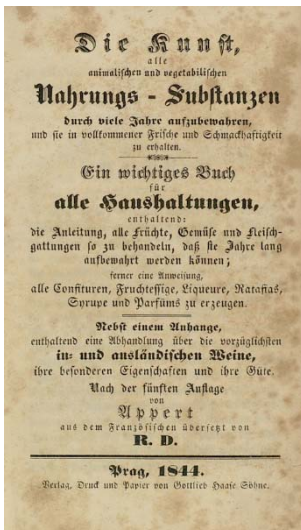 Die Kunst,
alle
animalischen und vegetabilischen
Nahrungs - Substanzen
durch viele Jahre aufzubewahren,
und sie in vollkommener Frische und Schmackhaftigkeit
zu erhalten.
Ein wichtiges Buch
für
alle Haushaltungen,
enthaltend:
die Anleitung, alle Früchte, Gemüse und Fleisch-
gattungen so zu behandeln, daß sie Jahre lang
aufbewahrt werden können;
ferner eine Anweisung,
alle Confituren, Fruchtessige, Liqueure, Ratafias,
Syrupe und Parfüms zu erzeugen.
Nebst einem Anhange,
enthaltend eine Abhandlung über die vorzüglichsten
in- und ausländischen Weine,
ihre besonderen Eigenschaften und ihre Güte.
Nach der fünften Auflage
von
Appert
aus dem Französischen übersetzt von
R. D.
Prag, 1844.
Verlag, Druck und Papier von Gottlieb Haase Söhne.